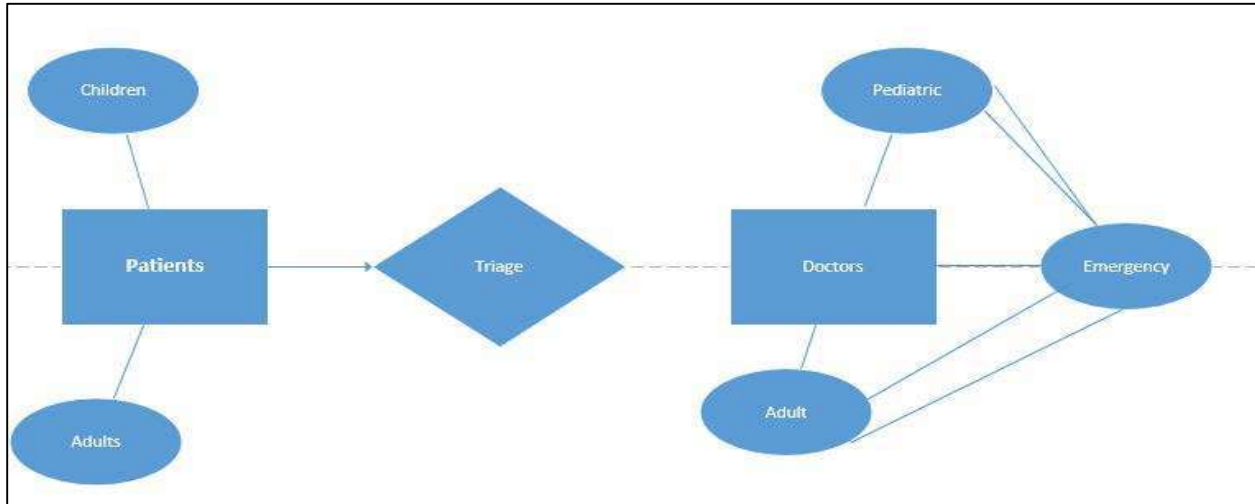 Children
Pediatric
Patients
Triage
Doctors
Emergency
Adults
Adult